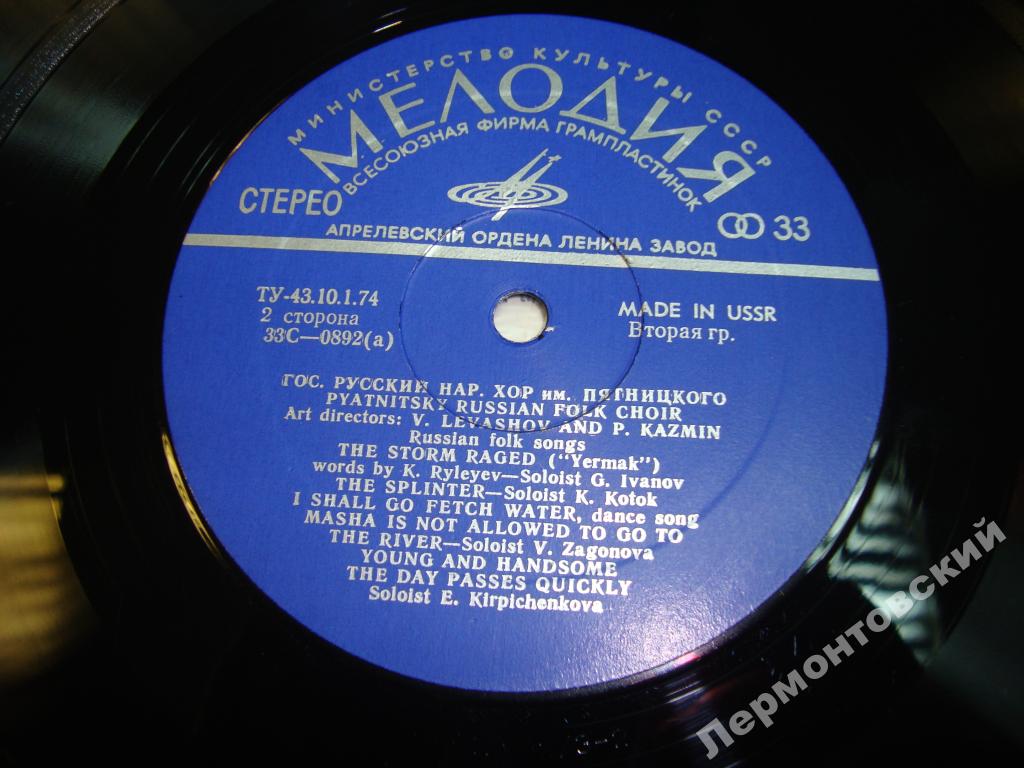 МИНИСТЕРСТВО КУЛЬТУРЫ СССР
МЕЛОДИЯ
ВСЕСОЮЗНАЯ ФИРМА ГРАМПЛАСТИНОК
СТЕРЕО
33
АПРЕЛЕВСКИЙ ОРДЕНА ЛЕНИНА ЗАВОД
ТУ-43.10.1.74
2 сторона
33С—0892(а)
MADE IN USSR
Вторая гр.
ГОС. РУССКИЙ НАР. ХОР им. ПЯТНИЦКОГО
PYATNITSKY RUSSIAN FOLK CHOIR
Art directors: V. LEVASHOV AND P. KAZMIN
Russian folk songs
THE STORM RAGED ("Yermak")
words by K. Ryleyev—Soloist G. Ivanov
THE SPLINTER—Soloist K. Kotok
I SHALL GO FETCH WATER, dance song
MASHA IS NOT ALLOWED TO GO TO
THE RIVER—Soloist V. Zagonova
YOUNG AND HANDSOME
THE DAY PASSES QUICKLY
Soloist E. Kirpichenkova
Лермонтовский